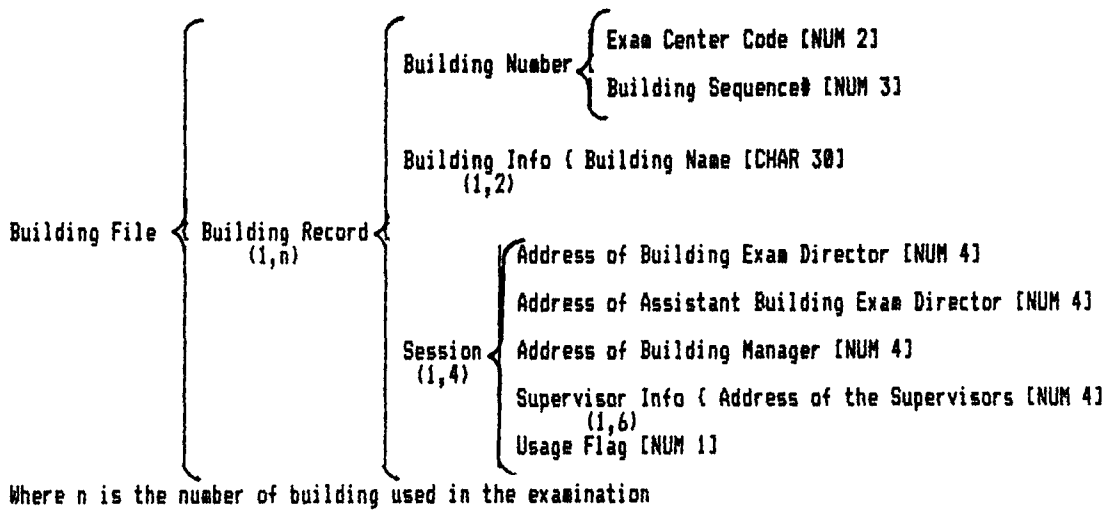 Exam Center Code [NUM 2]
Building Number
Building Sequence# [NUM 3]
Building Info { Building Name [CHAR 30]
(1,2)
Building File { Building Record
(1,n)
Address of Building Exam Director [NUM 4]
Address of Assistant Building Exam Director [NUM 4]
Session
(1,4)
Address of Building Manager [NUM 4]
Supervisor Info { Address of the Supervisors [NUM 4]
(1,6)
Usage Flag [NUM 1]
Where n is the number of building used in the examination